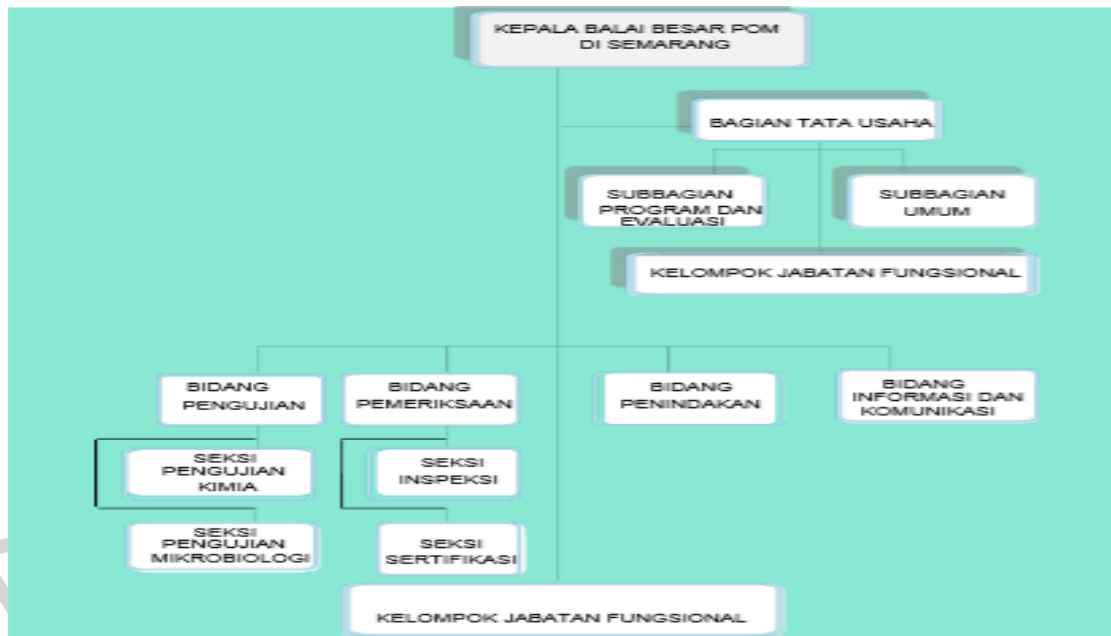 KEPALA BALAI BESAR POM
DI SEMARANG
BAGIAN TATA USAHA
SUBBAGIAN
PROGRAM DAN
EVALUASI
SUBBAGIAN
UMUM
KELOMPOK JABATAN FUNGSIONAL
BIDANG
PENGUJIAN
BIDANG
PEMERIKSAAN
BIDANG
PENINDAKAN
BIDANG
INFORMASI DAN
KOMUNIKASI
SEKSI
PENGUJIAN
KIMIA
SEKSI
INSPEKSI
SEKSI
PENGUJIAN
MIKROBIOLOGI
SEKSI
SERTIFIKASI
KELOMPOK JABATAN FUNGSIONAL